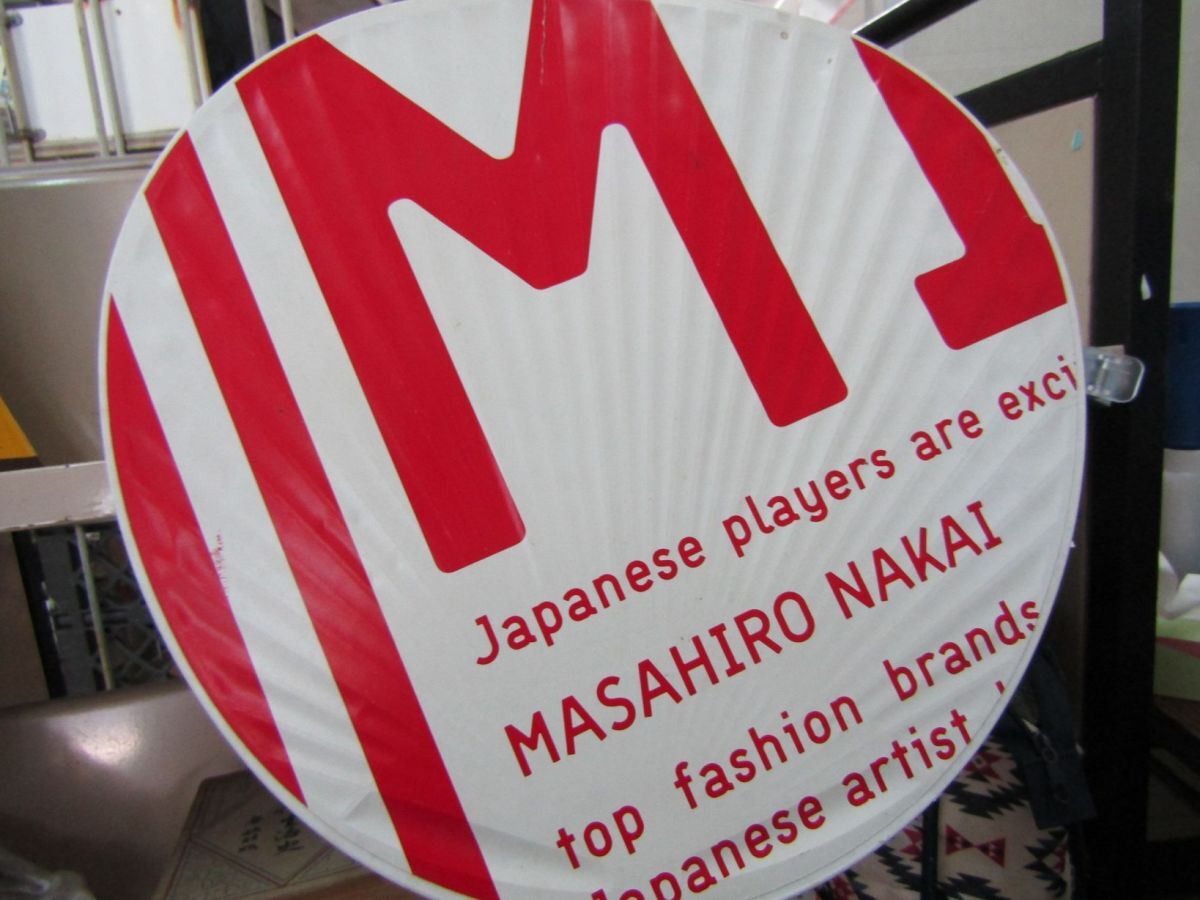 MJ
Japanese players are exci
MASAHIRO NAKAI
top fashion brands
Japanese artist